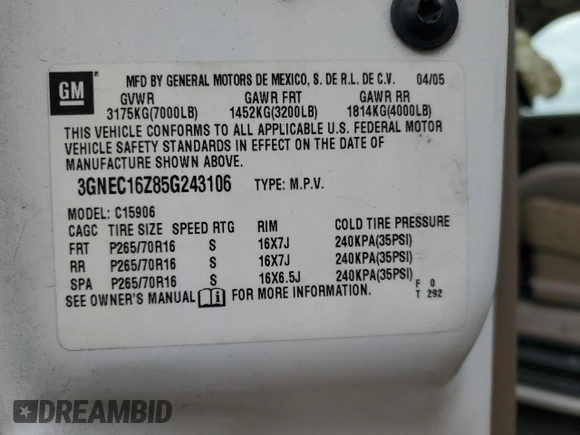 GM ® MFD BY GENERAL MOTORS DE MEXICO, S. DE R.L. DE C.V. 04/05
GVWR GAWR FRT GAWR RR
3175KG(7000LB) 1452KG(3200LB) 1814KG(4000LB)
THIS VEHICLE CONFORMS TO ALL APPLICABLE U.S. FEDERAL MOTOR
VEHICLE SAFETY STANDARDS IN EFFECT ON THE DATE OF
MANUFACTURE SHOWN ABOVE.
3GNEC16Z85G243106 TYPE: M.P.V.
MODEL: C15906
CAGC TIRE SIZE SPEED RTG RIM COLD TIRE PRESSURE
FRT P265/70R16 S 16X7J 240KPA(35PSI)
RR P265/70R16 S 16X7J 240KPA(35PSI)
SPA P265/70R16 S 16X6.5J 240KPA(35PSI) F 0
SEE OWNER'S MANUAL FOR MORE INFORMATION. T 292
DREAMBID